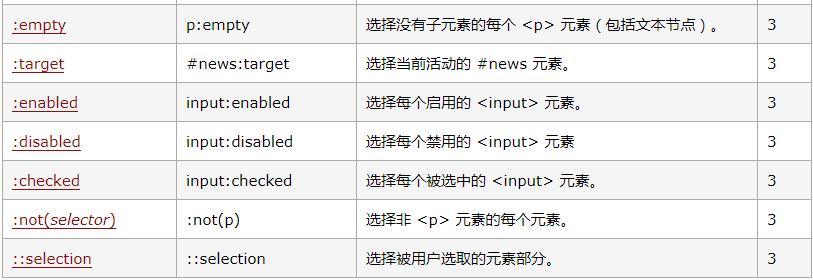 :empty p:empty 选择没有子元素的每个 <p> 元素（包括文本节点）。 3
:target #news:target 选择当前活动的 #news 元素。 3
:enabled input:enabled 选择每个启用的 <input> 元素。 3
:disabled input:disabled 选择每个禁用的 <input> 元素 3
:checked input:checked 选择每个被选中的 <input> 元素。 3
:not(selector) :not(p) 选择非 <p> 元素的每个元素。 3
::selection ::selection 选择被用户选取的元素部分。 3